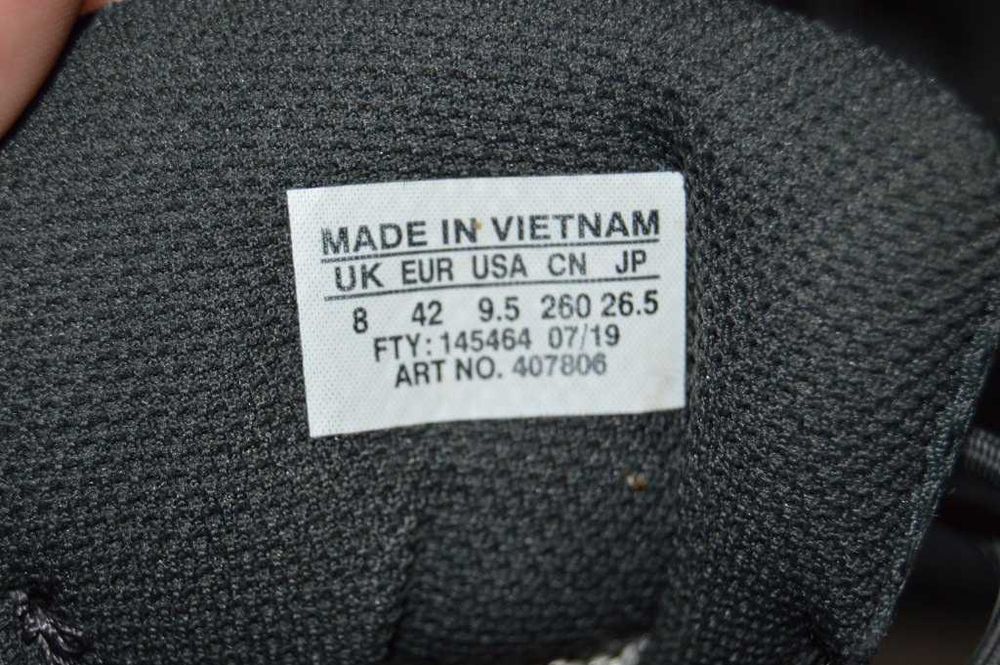 MADE IN VIETNAM
UK EUR USA CN JP
8 42 9.5 260 26.5
FTY: 145464 07/19
ART NO. 407806